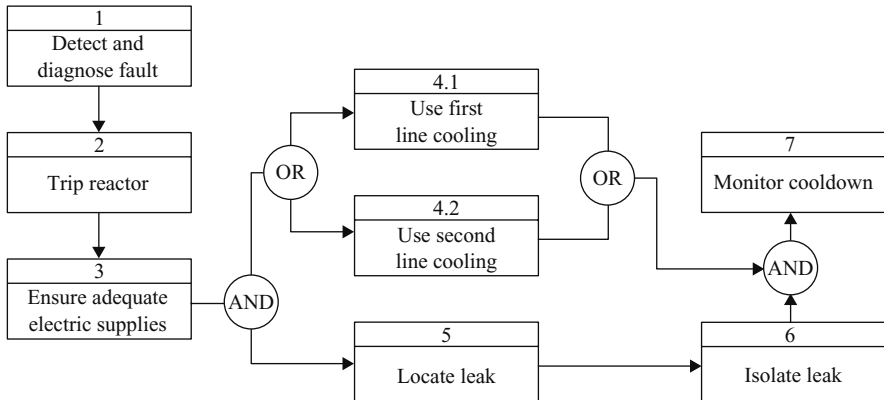 1
Detect and
diagnose fault
2
Trip reactor
3
Ensure adequate
electric supplies
AND
OR
4.1
Use first
line cooling
4.2
Use second
line cooling
OR
5
Locate leak
6
Isolate leak
AND
7
Monitor cooldown